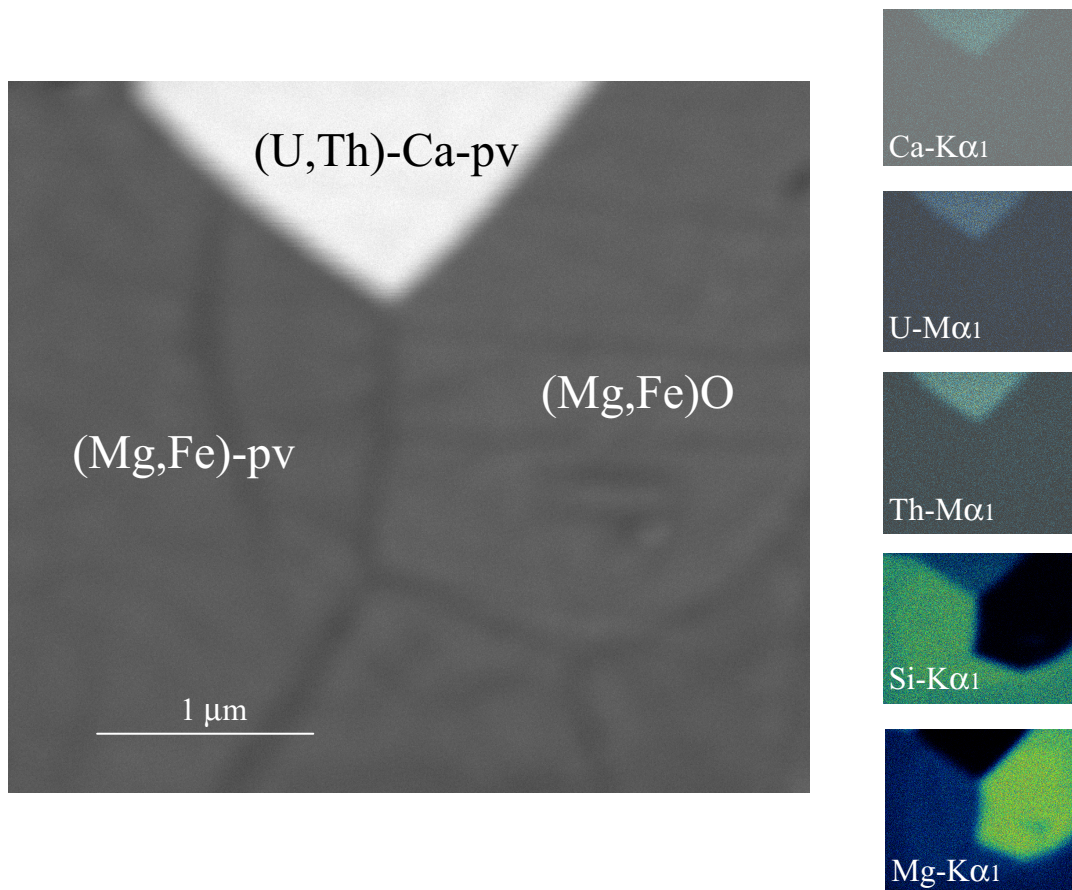 (U,Th)-Ca-pv
(Mg,Fe)O
(Mg,Fe)-pv
1 μm
Ca-Kα1
U-Mα1
Th-Mα1
Si-Kα1
Mg-Kα1